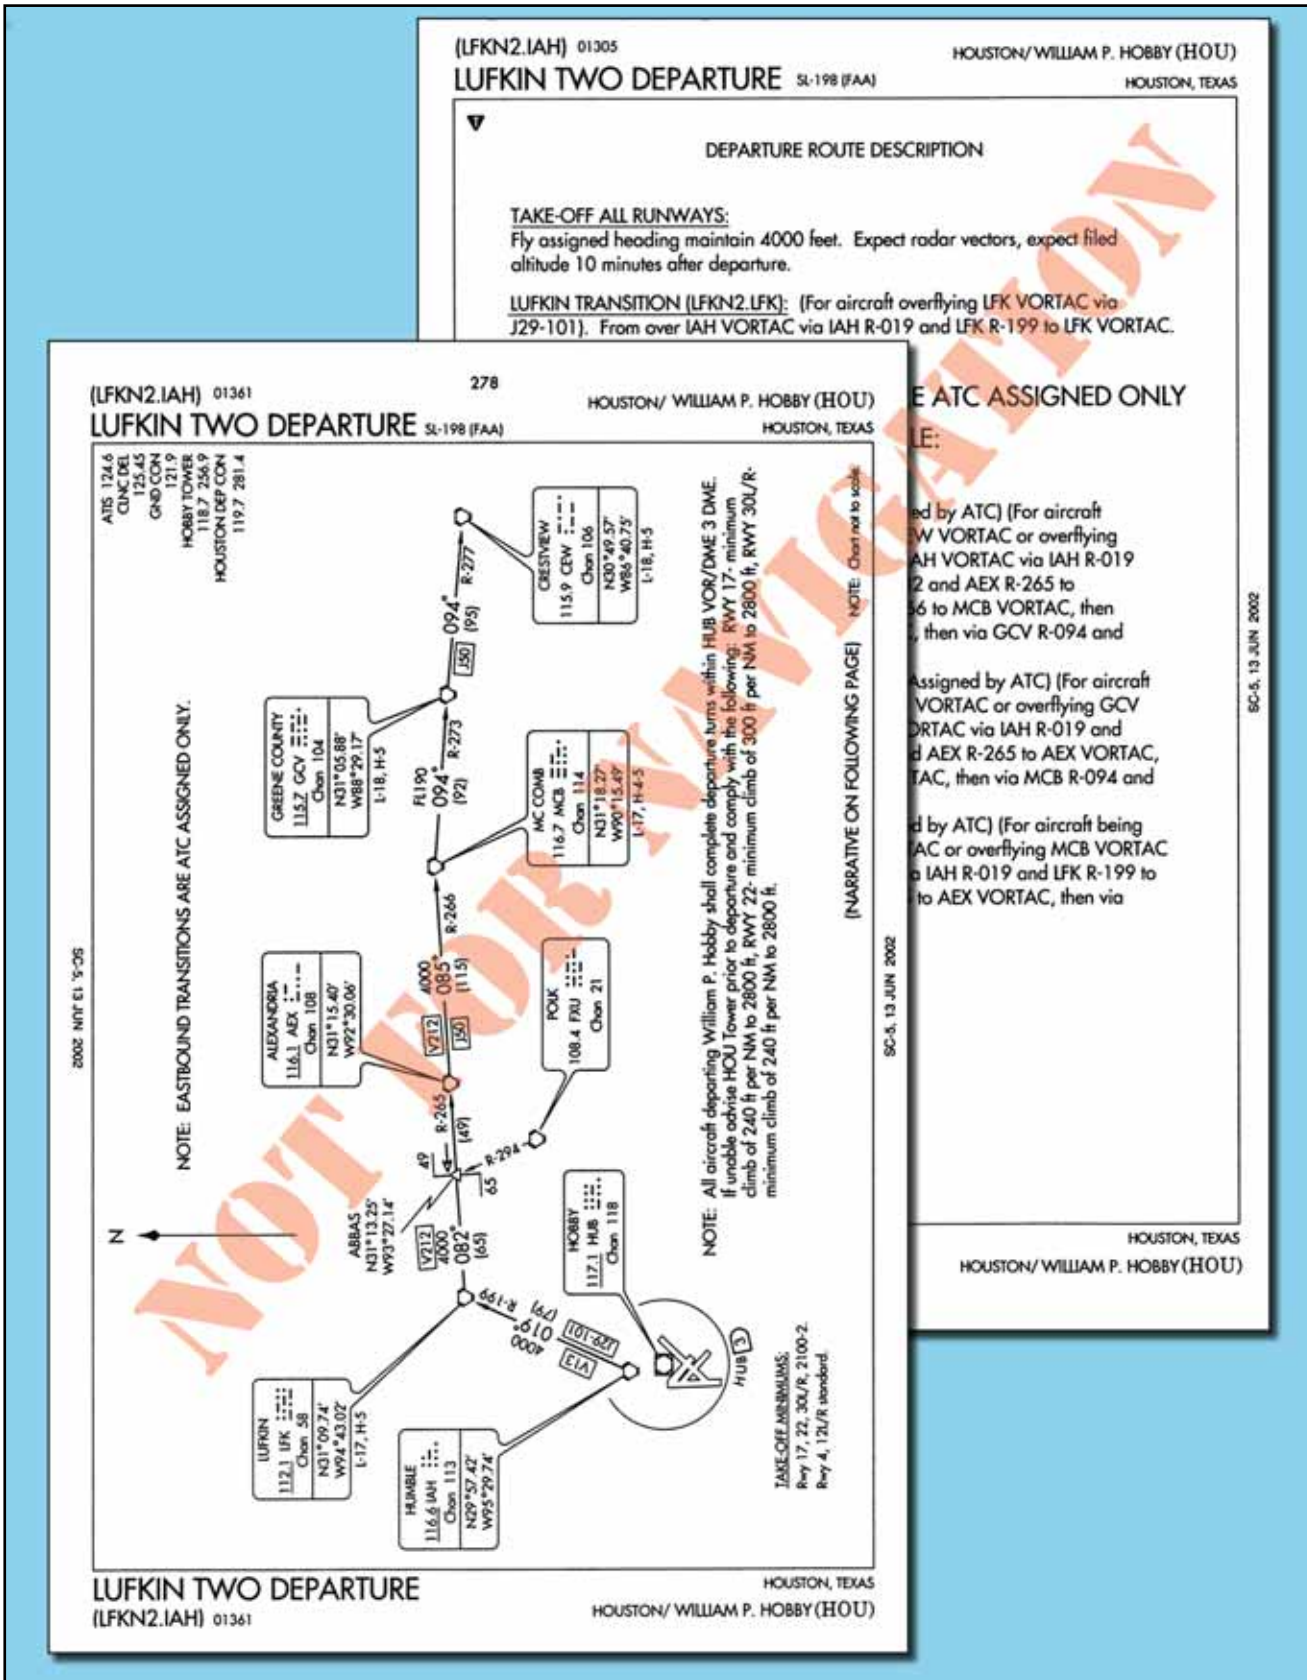 (LFKN2.IAH) 01305
HOUSTON/ WILLIAM P. HOBBY (HOU)
LUFKIN TWO DEPARTURE SL-198 (FAA)
HOUSTON, TEXAS
T
DEPARTURE ROUTE DESCRIPTION
TAKE-OFF ALL RUNWAYS:
Fly assigned heading maintain 4000 feet. Expect radar vectors, expect filed
altitude 10 minutes after departure.
LUFKIN TRANSITION (LFKN2.LFK): (For aircraft overflying LFK VORTAC via
J29-101). From over IAH VORTAC via IAH R-019 and LFK R-199 to LFK VORTAC.
E ATC ASSIGNED ONLY
LE:
ed by ATC) (For aircraft
EW VORTAC or overflying
AH VORTAC via IAH R-019
2 and AEX R-265 to
66 to MCB VORTAC, then
, then via GCV R-094 and
Assigned by ATC) (For aircraft
VORTAC or overflying GCV
ORTAC via IAH R-019 and
d AEX R-265 to AEX VORTAC,
TAC, then via MCB R-094 and
d by ATC) (For aircraft being
AC or overflying MCB VORTAC
a IAH R-019 and LFK R-199 to
to AEX VORTAC, then via
SC-5, 13 JUN 2002
HOUSTON, TEXAS
HOUSTON/ WILLIAM P. HOBBY (HOU)
(LFKN2.IAH) 01361
278
HOUSTON/ WILLIAM P. HOBBY (HOU)
LUFKIN TWO DEPARTURE SL-198 (FAA)
HOUSTON, TEXAS
ATIS 124.6
CLNC DEL
125.45
GND CON
121.9
HOBBY TOWER
118.7 256.9
HOUSTON DEP CON
119.7 281.4
NOTE: EASTBOUND TRANSITIONS ARE ATC ASSIGNED ONLY.
N
CRESTVIEW
115.9 CEW
Chan 106
N30°49.57'
W86°40.75'
L-18, H-5
R-277
094°
(95)
J50
GREENE COUNTY
115.7 GCV
Chan 104
N31°05.88'
W88°29.17'
L-18, H-5
R-273
FL190
094°
(92)
MC COMB
116.7 MCB
Chan 114
N31°18.27'
W90°15.49'
L-17, H-4-5
R-266
4000
085°
(115)
V212
J50
ALEXANDRIA
116.1 AEX
Chan 108
N31°15.40'
W92°30.06'
R-265
(49)
49
65
R-294
POLK
108.4 FXU
Chan 21
ABBAS
N31°13.25'
W93°27.14'
V212
4000
082°
(65)
LUFKIN
112.1 LFK
Chan 58
N31°09.74'
W94°43.02'
L-17, H-5
R-199
(79)
019°
4000
J29-101
V13
HOBBY
117.1 HUB
Chan 118
HUB 3
HUMBLE
116.6 IAH
Chan 113
N29°57.42'
W95°29.74'
NOTE: All aircraft departing William P. Hobby shall complete departure turns within HUB VOR/DME 3 DME.
If unable advise HOU Tower prior to departure and comply with the following: RWY 17- minimum
climb of 240 ft per NM to 2800 ft, RWY 22- minimum climb of 300 ft per NM to 2800 ft, RWY 30L/R-
minimum climb of 240 ft per NM to 2800 ft.
TAKE-OFF MINIMUMS:
Rwy 17, 22, 30L/R, 2100-2.
Rwy 4, 12L/R standard.
(NARRATIVE ON FOLLOWING PAGE)
NOTE: Chart not to scale.
SC-5, 13 JUN 2002
SC-5, 13 JUN 2002
LUFKIN TWO DEPARTURE
(LFKN2.IAH) 01361
HOUSTON, TEXAS
HOUSTON/ WILLIAM P. HOBBY (HOU)
NOT FOR NAVIGATION